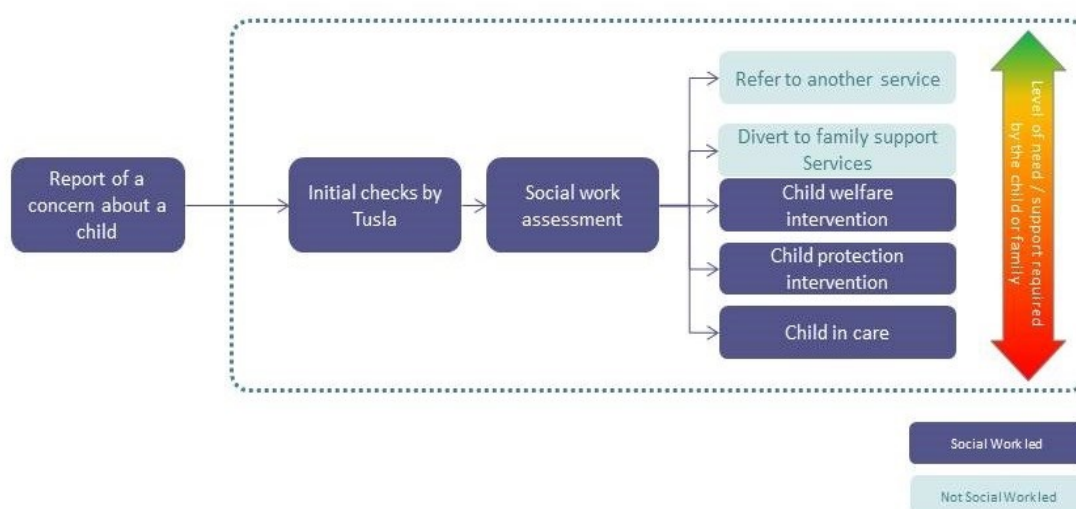 Report of a
concern about a
child
Initial checks by
Tusla
Social work
assessment
Refer to another service
Divert to family support
Services
Child welfare
intervention
Child protection
intervention
Child in care
Level of need / support required
by the child or family
Social Work led
Not Social Work led